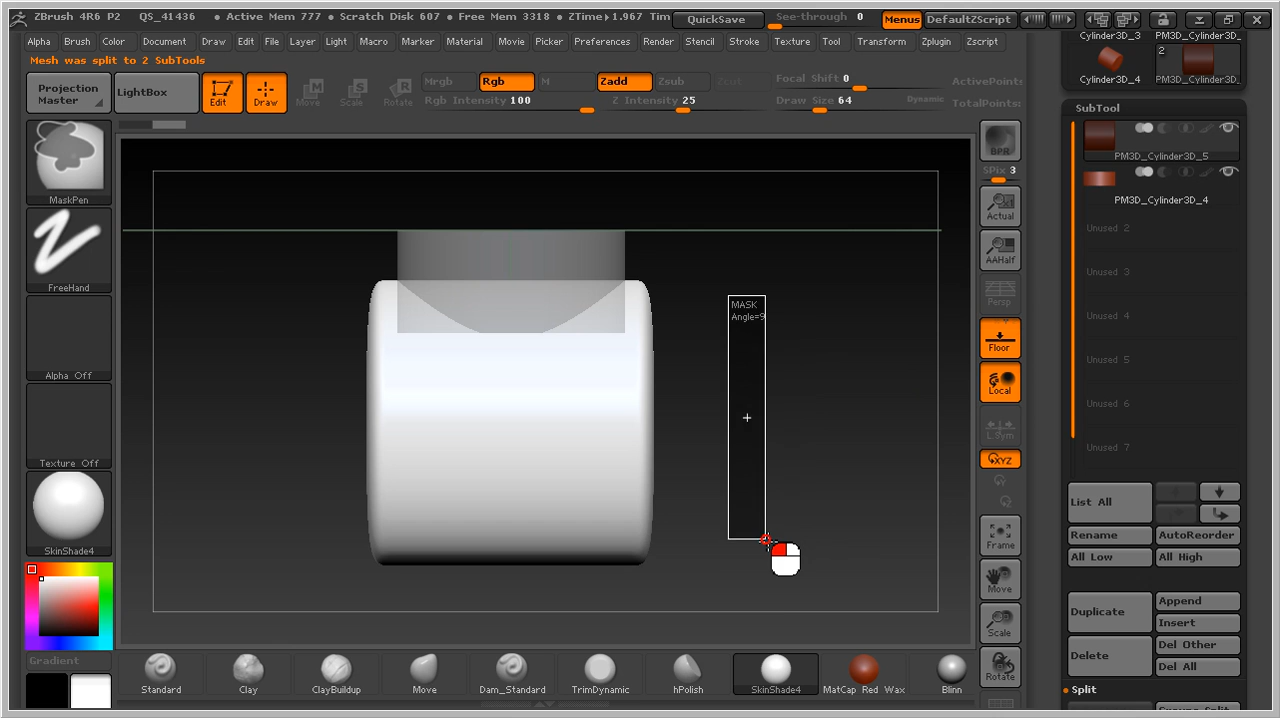 ZBrush 4R6 P2 QS_41436 • Active Mem 777 • Scratch Disk 607 • Free Mem 3318 • ZTime▸1.967 Tim QuickSave See-through 0 Menus DefaultZScript
Alpha Brush Color Document Draw Edit File Layer Light Macro Marker Material Movie Picker Preferences Render Stencil Stroke Texture Tool Transform Zplugin Zscript
Mesh was split to 2 SubTools
Projection Master
LightBox
Edit
Draw
Move
Scale
Rotate
Mrgb
Rgb
M
Zadd
Zsub
Zcut
Focal Shift 0
ActivePoints
Rgb Intensity 100
Z Intensity 25
Draw Size 64
Dynamic
TotalPoints:
MaskPen
FreeHand
Alpha Off
Texture Off
SkinShade4
Gradient
MASK
Angle=9
BPR
SPix 3
Actual
AAHalf
Persp
Floor
Local
L.Sym
XYZ
Frame
Move
Scale
Rotate
Cylinder3D_3
PM3D_Cylinder3D_
Cylinder3D_4
2
PM3D_Cylinder3D_
SubTool
PM3D_Cylinder3D_5
PM3D_Cylinder3D_4
Unused 2
Unused 3
Unused 4
Unused 5
Unused 6
Unused 7
List All
Rename
AutoReorder
All Low
All High
Duplicate
Append
Insert
Delete
Del Other
Del All
Split
Groups Split
Standard
Clay
ClayBuildup
Move
Dam_Standard
TrimDynamic
hPolish
SkinShade4
MatCap Red Wax
Blinn